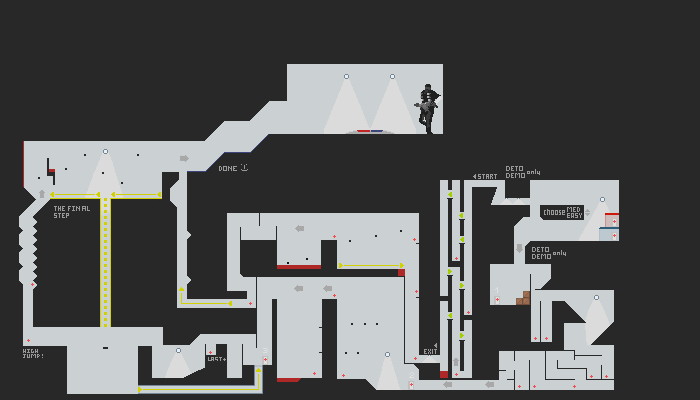 DETO
DEMO only
START
DONE
choose MED
EASY
THE FINAL
STEP
DETO
DEMO only
EXIT
HIGH
JUMP!
LAST